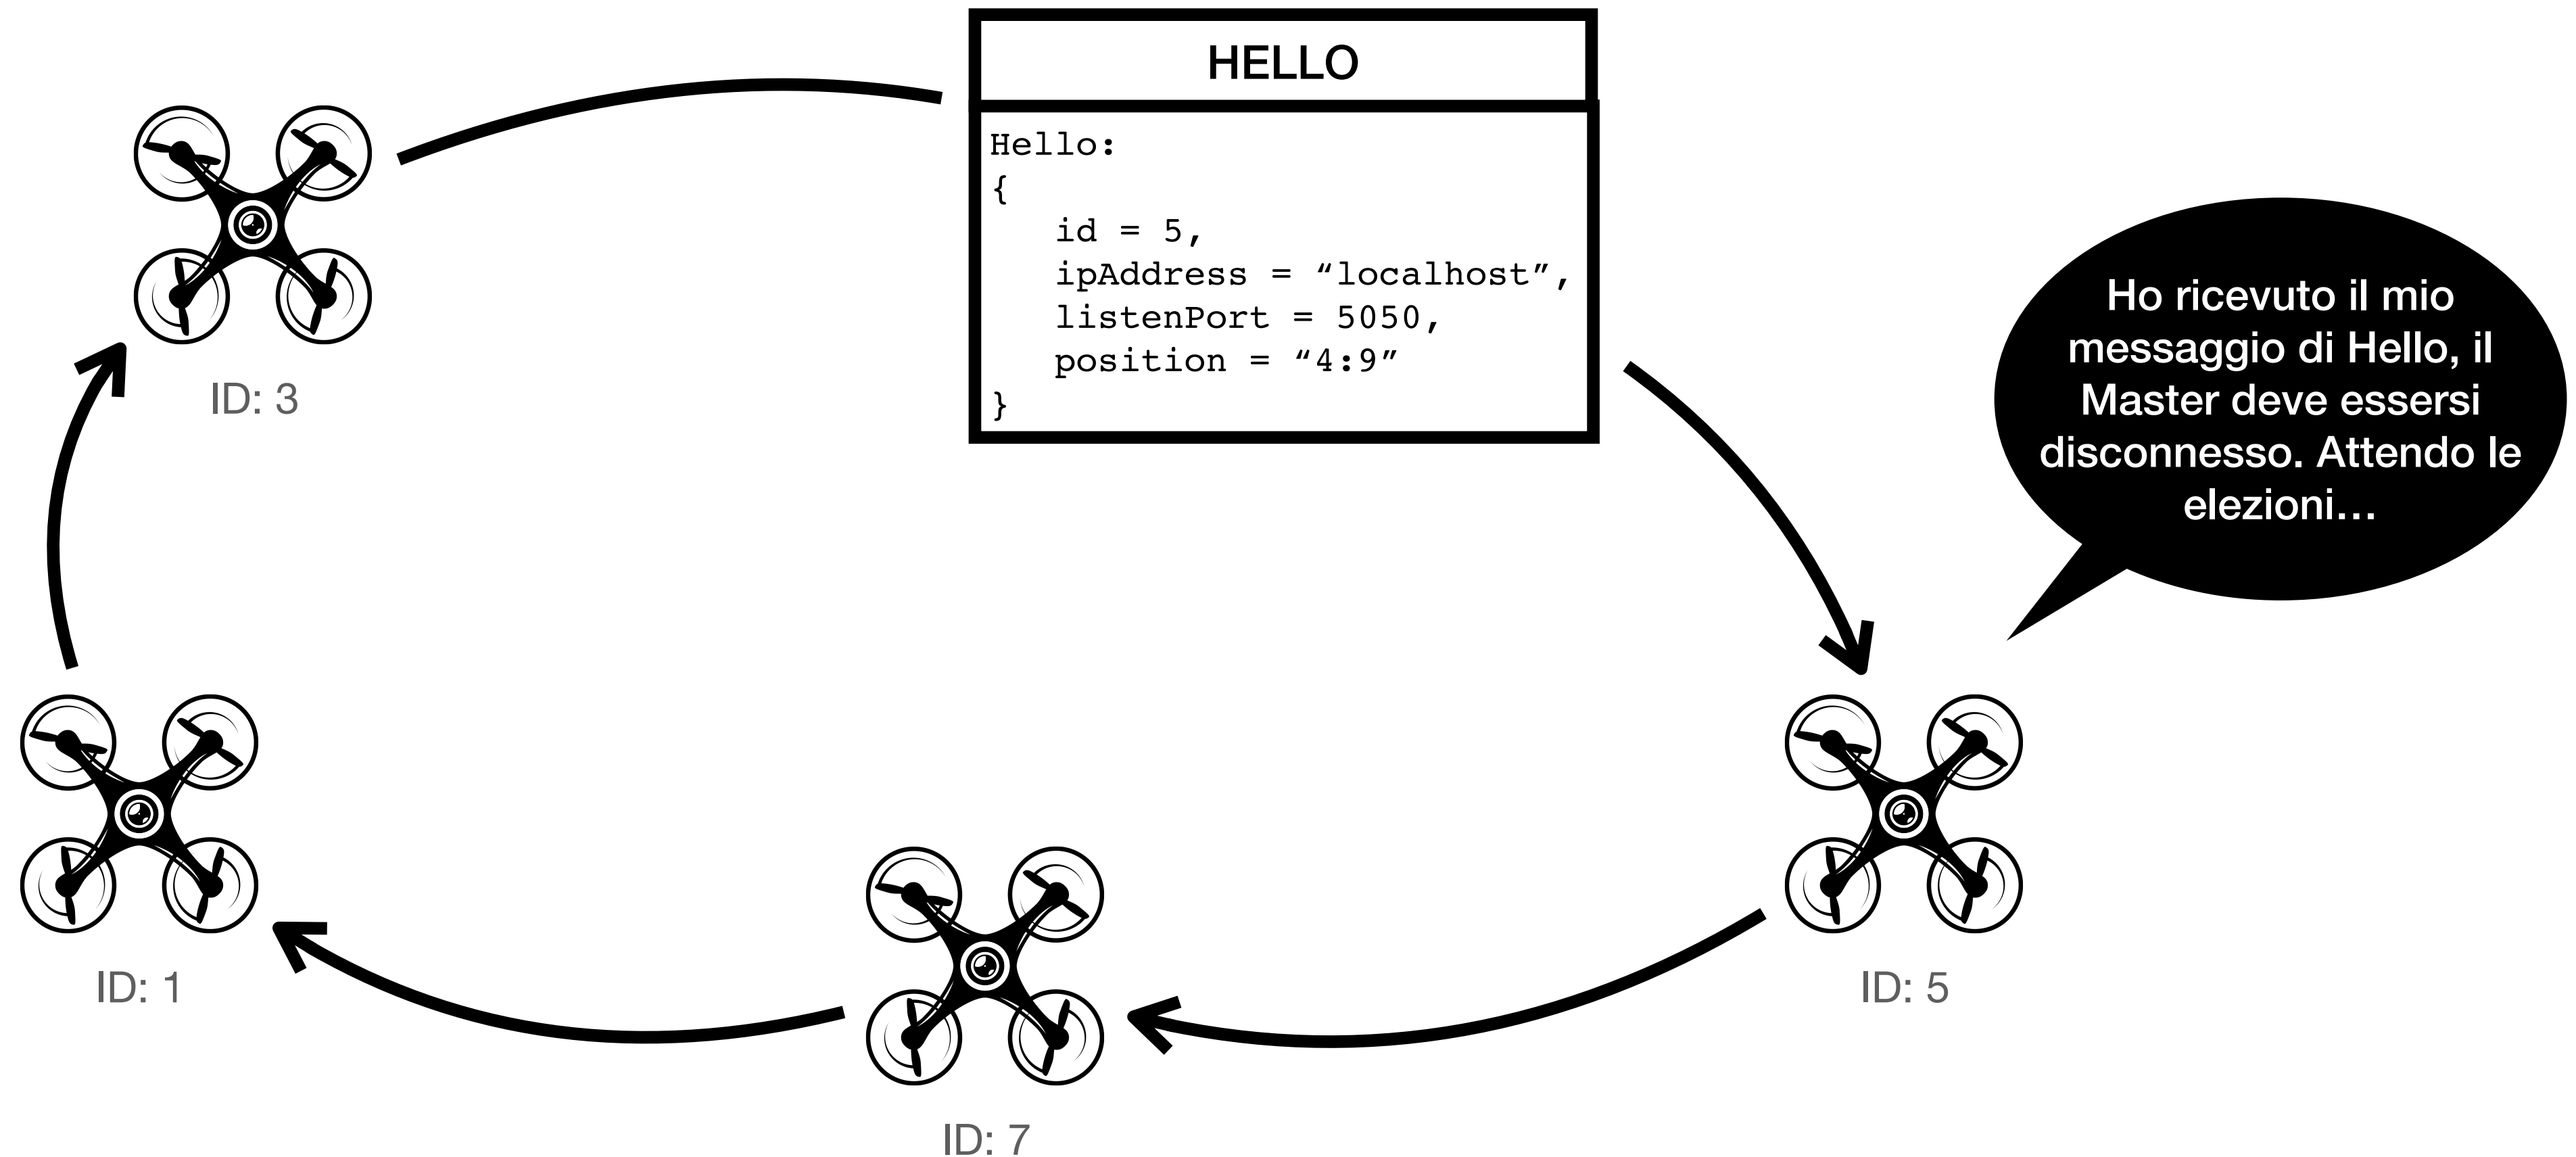 HELLO
Hello:
{
id = 5,
ipAddress = “localhost”,
listenPort = 5050,
position = “4:9”
}
Ho ricevuto il mio
messaggio di Hello, il
Master deve essersi
disconnesso. Attendo le
elezioni…
ID: 3
ID: 1
ID: 5
ID: 7